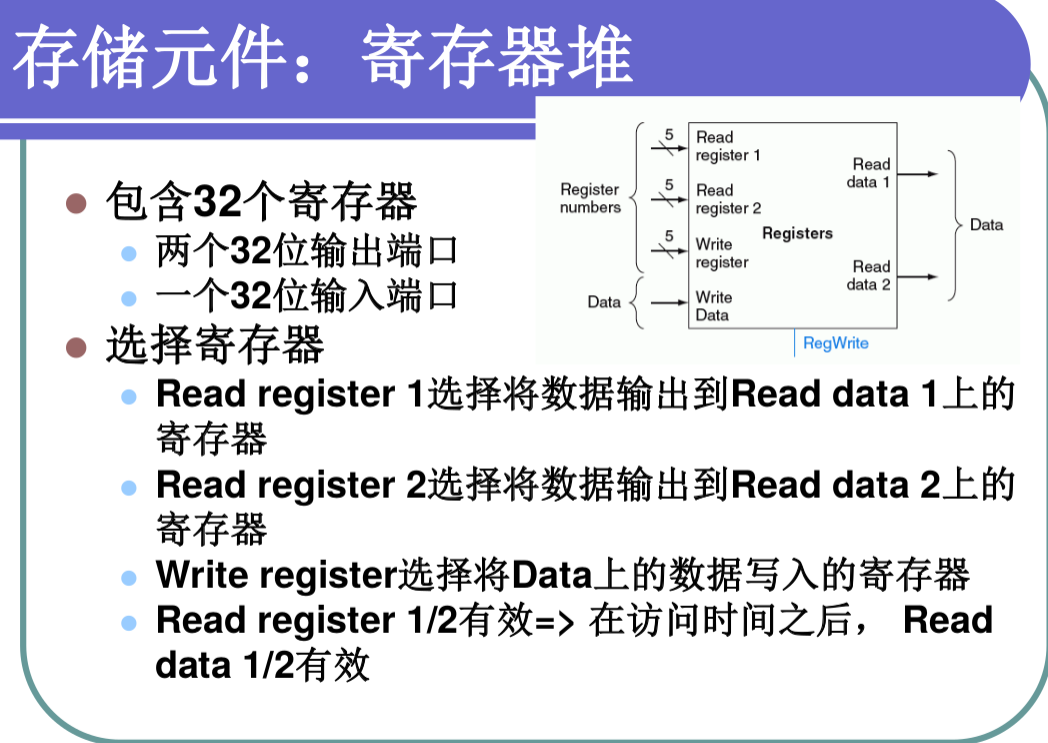 存储元件：寄存器堆
包含32个寄存器
两个32位输出端口
一个32位输入端口
选择寄存器
Read register 1选择将数据输出到Read data 1上的
寄存器
Read register 2选择将数据输出到Read data 2上的
寄存器
Write register选择将Data上的数据写入的寄存器
Read register 1/2有效=> 在访问时间之后， Read
data 1/2有效
Register
numbers
Data
5
5
5
Read
register 1
Read
register 2
Write
register
Write
Data
Registers
Read
data 1
Read
data 2
Data
RegWrite